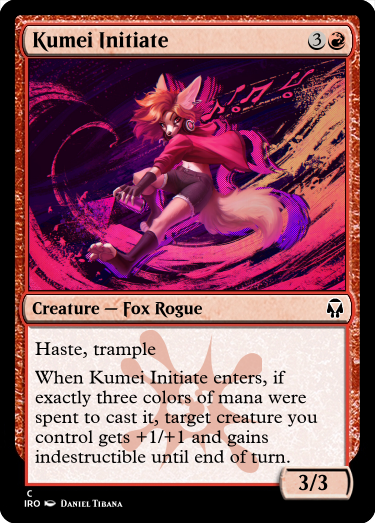 Kumei Initiate 3
Creature — Fox Rogue
Haste, trample
When Kumei Initiate enters, if
exactly three colors of mana were
spent to cast it, target creature you
control gets +1/+1 and gains
indestructible until end of turn.
3/3
C
IRO DANIEL TIBANA